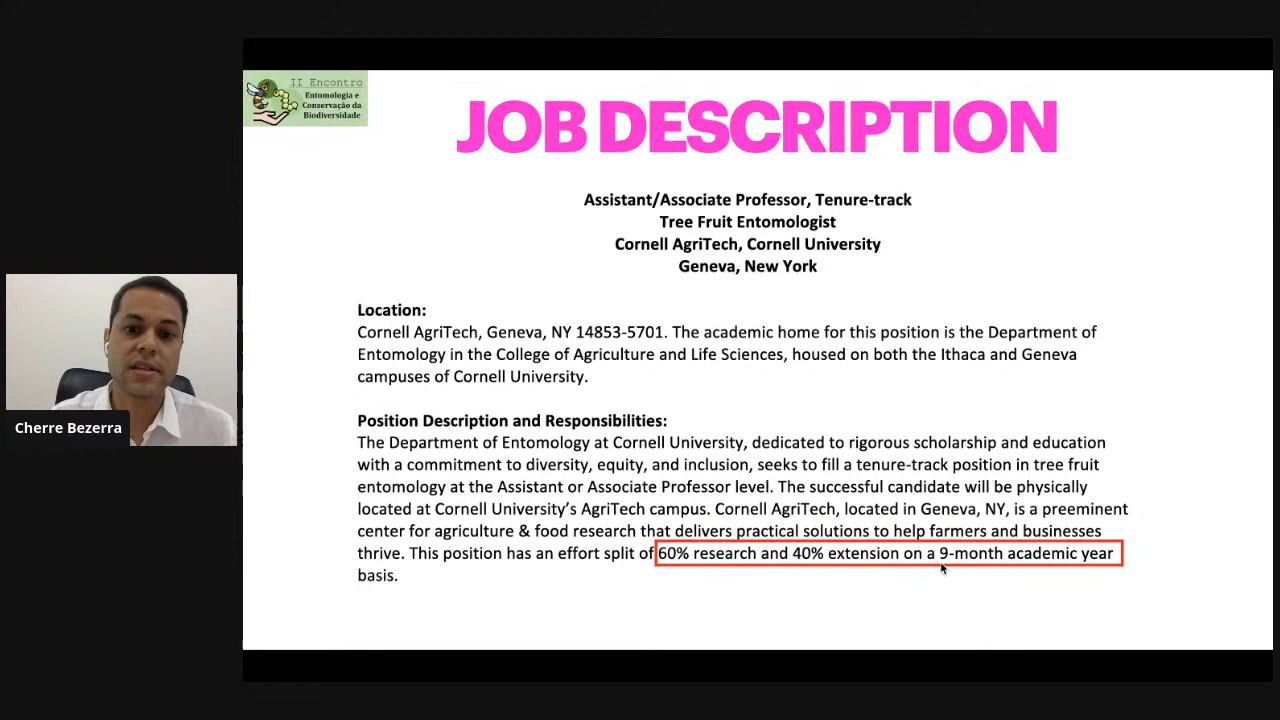 II Encontro
Entomologia e
Conservação da
Biodiversidade
JOB DESCRIPTION
Assistant/Associate Professor, Tenure-track
Tree Fruit Entomologist
Cornell AgriTech, Cornell University
Geneva, New York
Location:
Cornell AgriTech, Geneva, NY 14853-5701. The academic home for this position is the Department of
Entomology in the College of Agriculture and Life Sciences, housed on both the Ithaca and Geneva
campuses of Cornell University.
Position Description and Responsibilities:
The Department of Entomology at Cornell University, dedicated to rigorous scholarship and education
with a commitment to diversity, equity, and inclusion, seeks to fill a tenure-track position in tree fruit
entomology at the Assistant or Associate Professor level. The successful candidate will be physically
located at Cornell University’s AgriTech campus. Cornell AgriTech, located in Geneva, NY, is a preeminent
center for agriculture & food research that delivers practical solutions to help farmers and businesses
thrive. This position has an effort split of 60% research and 40% extension on a 9-month academic year
basis.
Cherre Bezerra